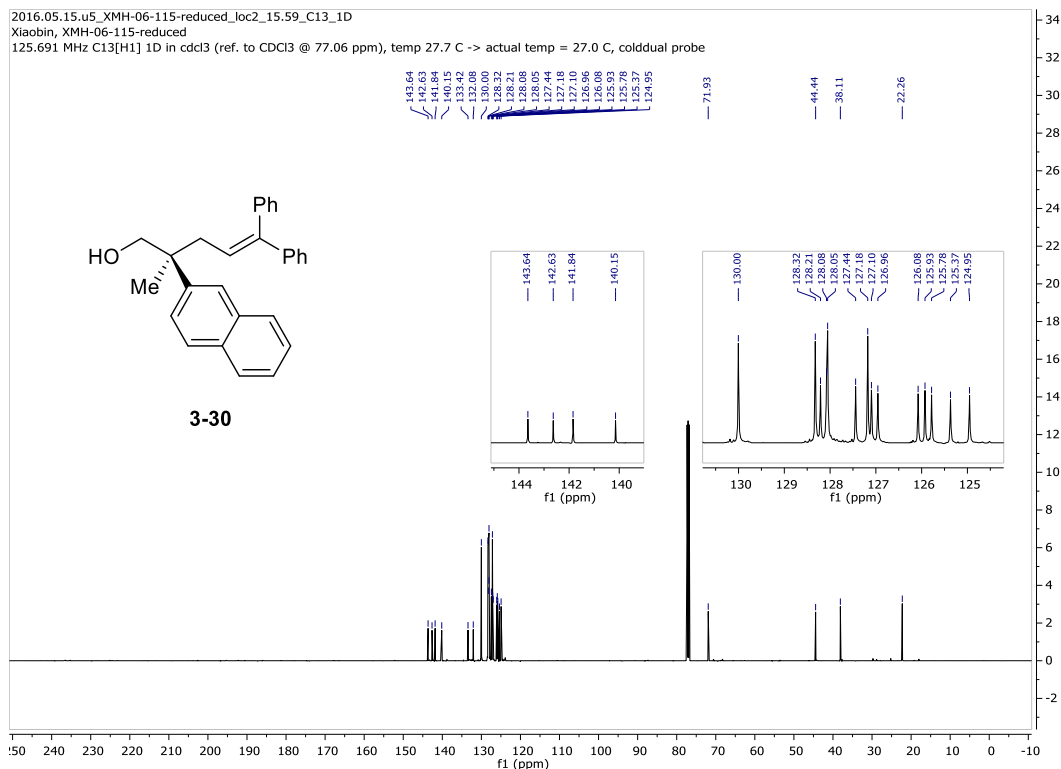 2016.05.15.u5_XMH-06-115-reduced_loc2_15.59_C13_1D
Xiaobin, XMH-06-115-reduced
125.691 MHz C13[H1] 1D in cdcl3 (ref. to CDCl3 @ 77.06 ppm), temp 27.7 C -> actual temp = 27.0 C, colddual probe
143.64 142.63 141.84 140.15 133.42 132.08 130.00 128.32 128.21 128.08 128.05 127.44 127.18 127.10 126.96 126.08 125.93 125.78 125.37 124.95 71.93 44.44 38.11 22.26
Ph
HO
Ph
Me
3-30
143.64 142.63 141.84 140.15
144 142 140
f1 (ppm)
130.00 128.32 128.21 128.08 128.05 127.44 127.18 127.10 126.96 126.08 125.93 125.78 125.37 124.95
130 129 128 127 126 125
f1 (ppm)
34
32
30
28
26
24
22
20
18
16
14
12
10
8
6
4
2
0
-2
250 240 230 220 210 200 190 180 170 160 150 140 130 120 110 100 90 80 70 60 50 40 30 20 10 0 -10
f1 (ppm)